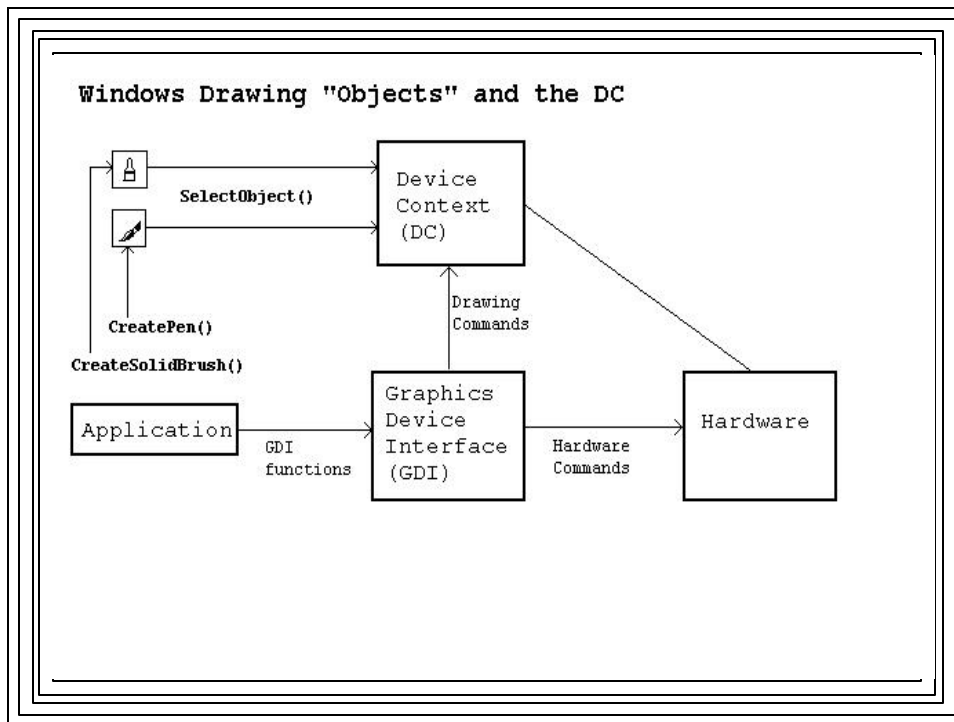 Windows Drawing "Objects" and the DC
SelectObject()
Device
Context
(DC)
Drawing
Commands
CreatePen()
CreateSolidBrush()
Application
GDI
functions
Graphics
Device
Interface
(GDI)
Hardware
Commands
Hardware